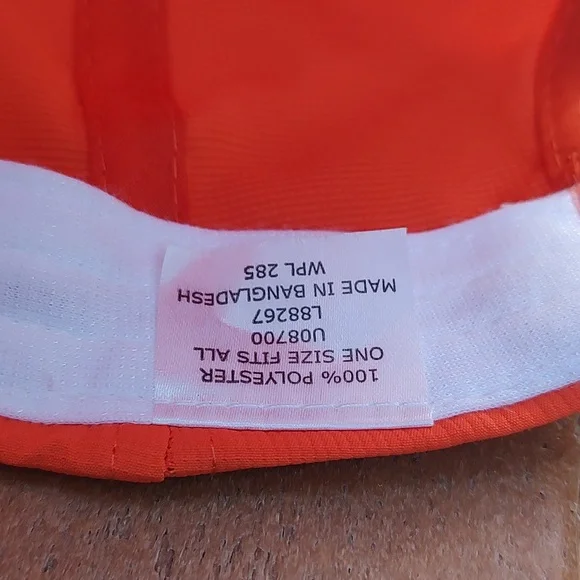 100% POLYESTER
ONE SIZE FITS ALL
U08700
L88267
MADE IN BANGLADESH
WPL 285